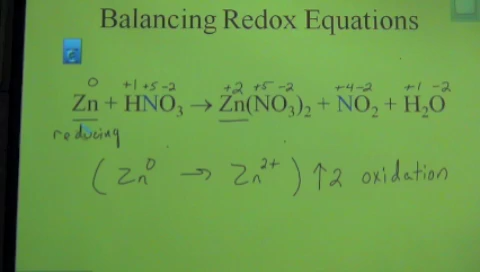 Balancing Redox Equations
0 +1 +5 -2 +2 +5 -2 +4 -2 +1 -2
Zn + HNO₃ → Zn(NO₃)₂ + NO₂ + H₂O
reducing
(Zn⁰ → Zn²⁺) ↑2 oxidation